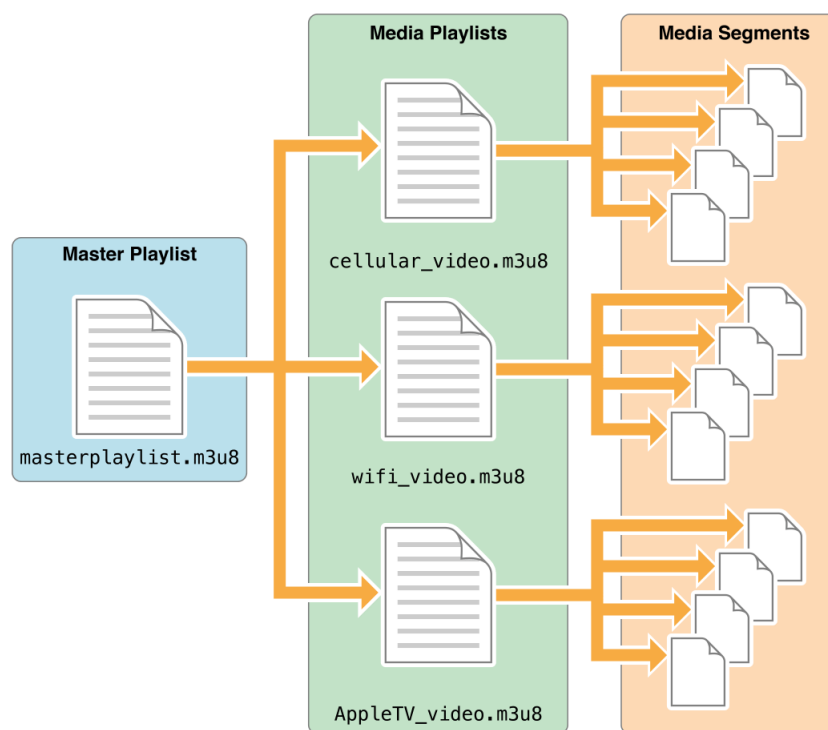 Media Playlists
Media Segments
cellular_video.m3u8
Master Playlist
masterplaylist.m3u8
wifi_video.m3u8
AppleTV_video.m3u8